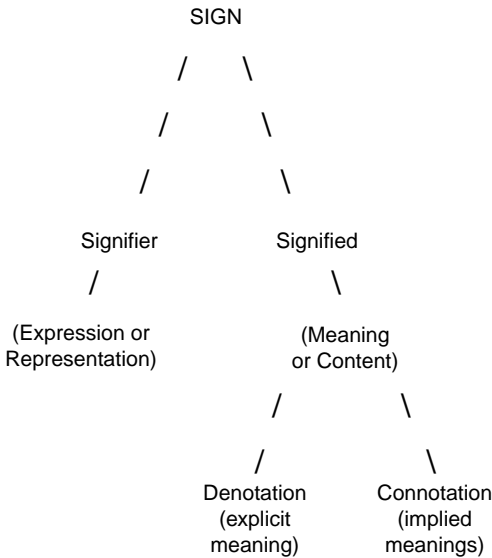 SIGN
/ \
/ \
/ \
Signifier Signified
/ \
(Expression or
Representation)
(Meaning
or Content)
/ \
/ \
Denotation
(explicit
meaning)
Connotation
(implied
meanings)